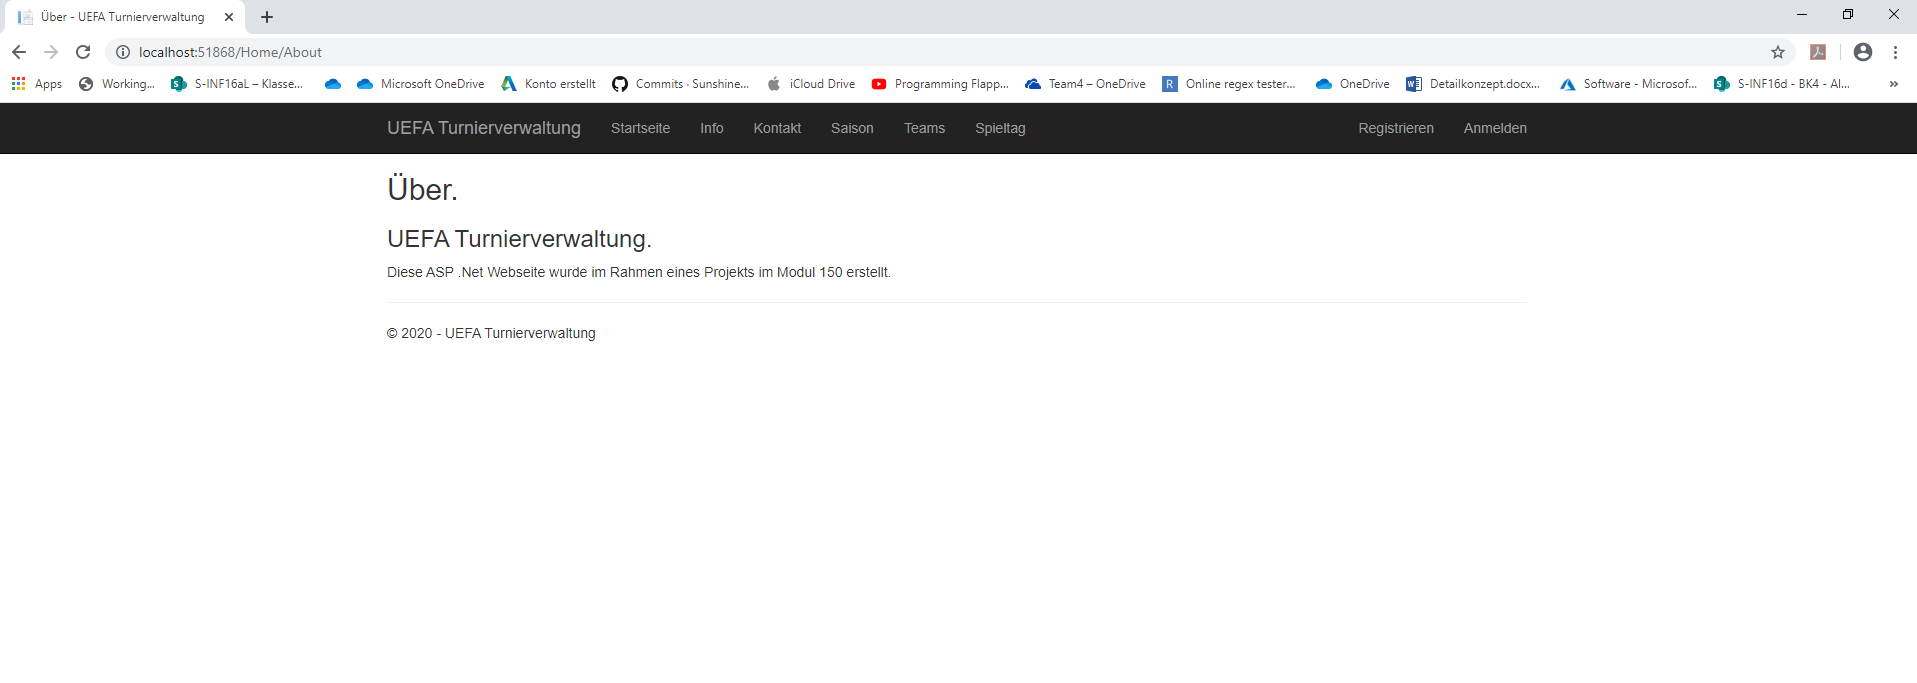 Über - UEFA Turnierverwaltung
localhost:51868/Home/About
Apps Working... S-INF16aL – Klasse... Microsoft OneDrive Konto erstellt Commits · Sunshine... iCloud Drive Programming Flapp... Team4 – OneDrive Online regex tester... OneDrive Detailkonzept.docx... Software - Microsof... S-INF16d - BK4 - Al... »
UEFA Turnierverwaltung Startseite Info Kontakt Saison Teams Spieltag Registrieren Anmelden
Über.
UEFA Turnierverwaltung.
Diese ASP .Net Webseite wurde im Rahmen eines Projekts im Modul 150 erstellt.
© 2020 - UEFA Turnierverwaltung